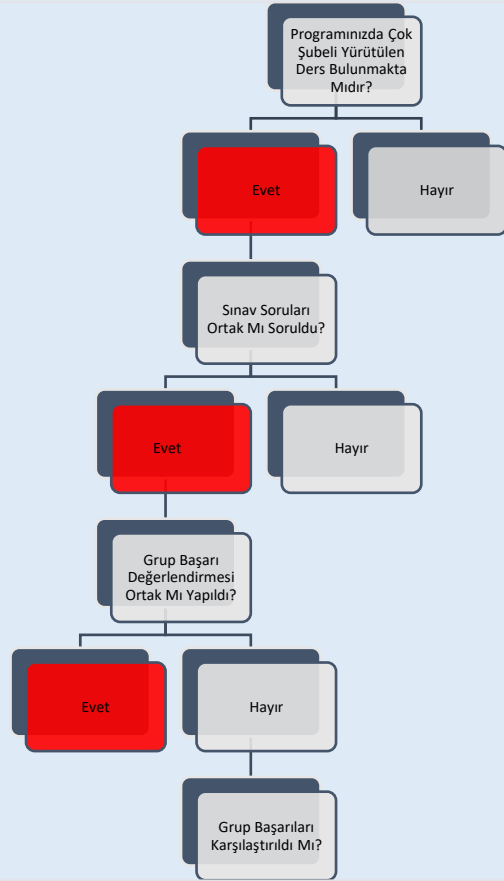 Programınızda Çok
Şubeli Yürütülen
Ders Bulunmakta
Mıdır?
Evet
Hayır
Sınav Soruları
Ortak Mı Soruldu?
Evet
Hayır
Grup Başarı
Değerlendirmesi
Ortak Mı Yapıldı?
Evet
Hayır
Grup Başarıları
Karşılaştırıldı Mı?